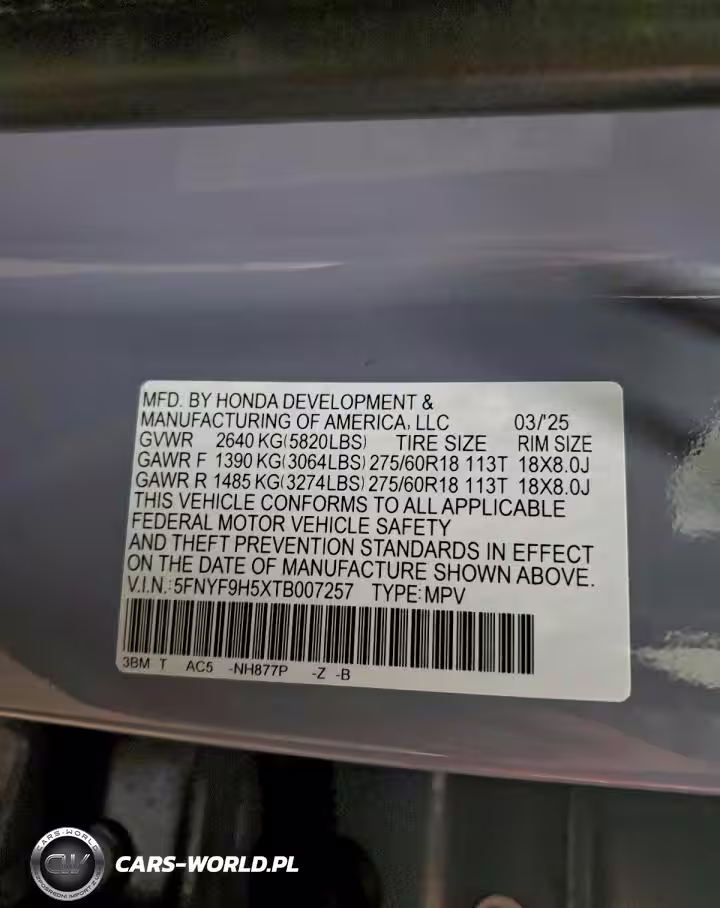 MFD. BY HONDA DEVELOPMENT &
MANUFACTURING OF AMERICA, LLC 03/'25
GVWR 2640 KG(5820LBS) TIRE SIZE RIM SIZE
GAWR F 1390 KG(3064LBS) 275/60R18 113T 18X8.0J
GAWR R 1485 KG(3274LBS) 275/60R18 113T 18X8.0J
THIS VEHICLE CONFORMS TO ALL APPLICABLE
FEDERAL MOTOR VEHICLE SAFETY
AND THEFT PREVENTION STANDARDS IN EFFECT
ON THE DATE OF MANUFACTURE SHOWN ABOVE.
V.I.N.: 5FNYF9H5XTB007257 TYPE: MPV
3BM T AC5 -NH877P -Z -B
CARS-WORLD
CW
CARS-WORLD.PL